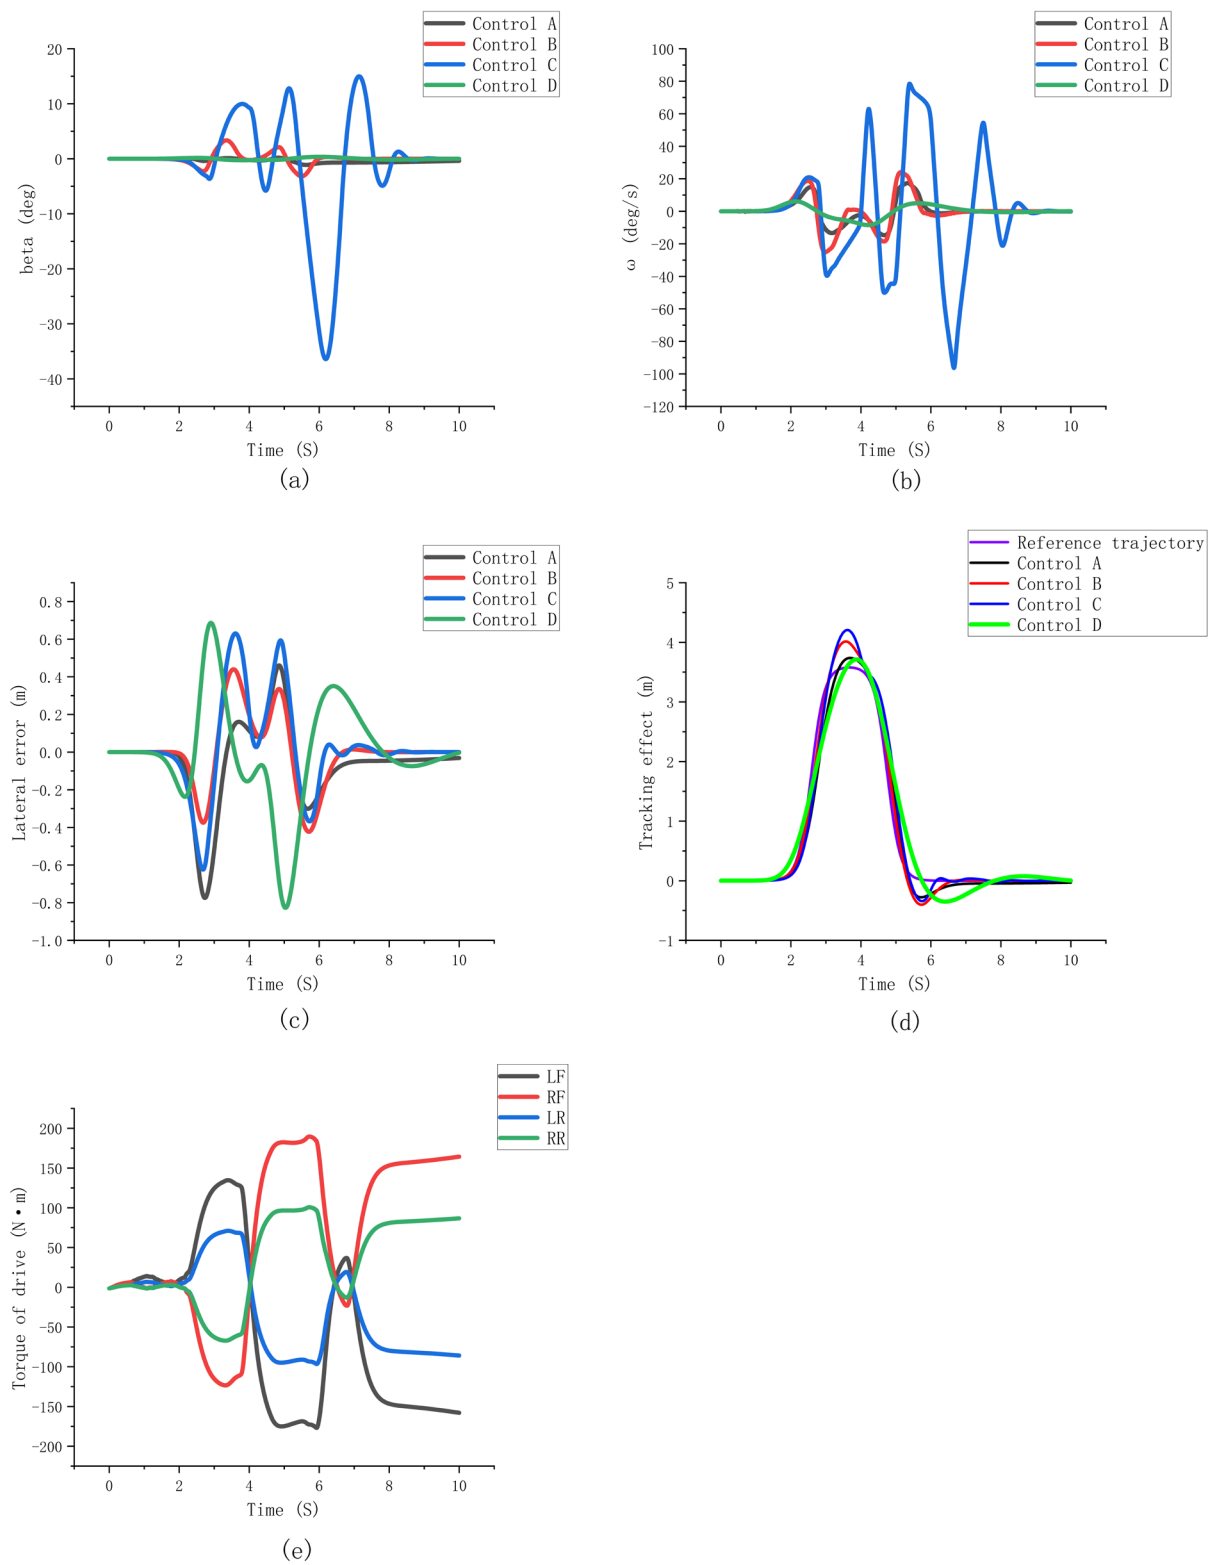 Control A
Control B
Control C
Control D
20
10
0
-10
-20
-30
-40
beta (deg)
0 2 4 6 8 10
Time (S)
(a)
Control A
Control B
Control C
Control D
100
80
60
40
20
0
-20
-40
-60
-80
-100
-120
ω (deg/s)
0 2 4 6 8 10
Time (S)
(b)
Control A
Control B
Control C
Control D
0.8
0.6
0.4
0.2
0.0
-0.2
-0.4
-0.6
-0.8
-1.0
Lateral error (m)
0 2 4 6 8 10
Time (S)
(c)
Reference trajectory
Control A
Control B
Control C
Control D
5
4
3
2
1
0
-1
Tracking effect (m)
0 2 4 6 8 10
Time (S)
(d)
LF
RF
LR
RR
200
150
100
50
0
-50
-100
-150
-200
Torque of drive (N•m)
0 2 4 6 8 10
Time (S)
(e)